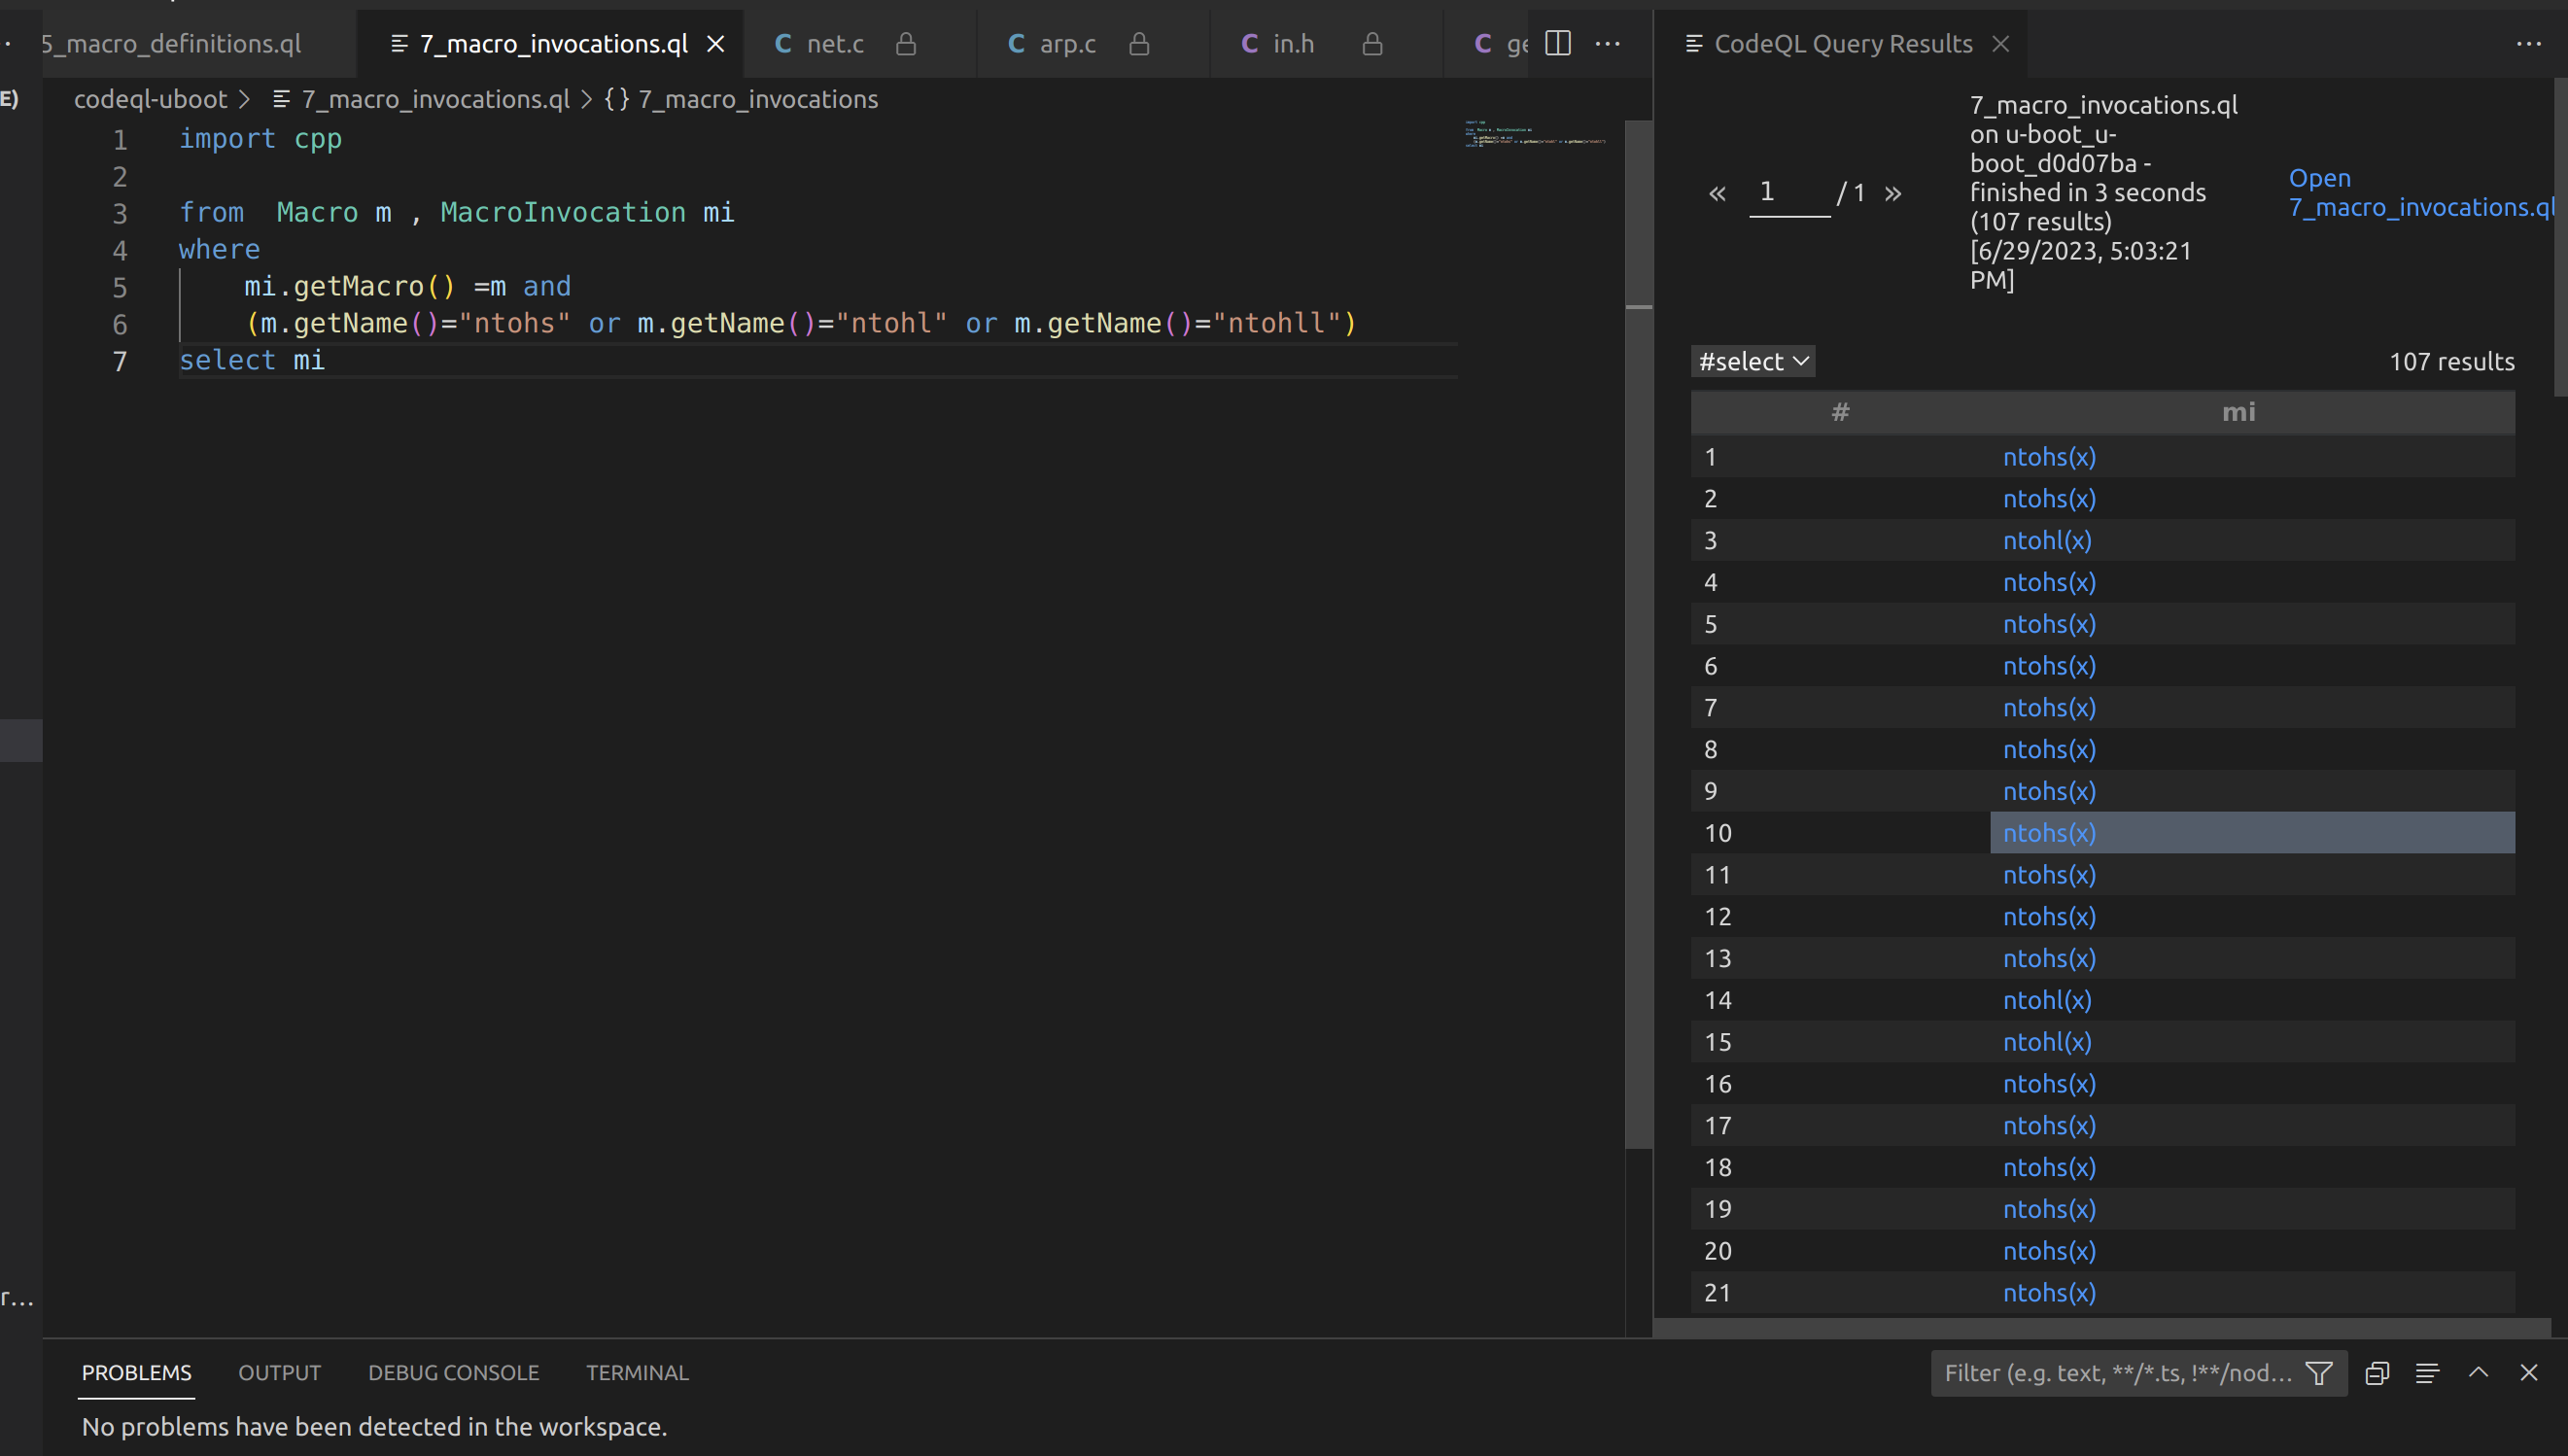 5_macro_definitions.ql
7_macro_invocations.ql
net.c
arp.c
in.h
ge
E)
codeql-uboot > 7_macro_invocations.ql > {} 7_macro_invocations
1 import cpp
2
3 from  Macro m , MacroInvocation mi
4 where
5     mi.getMacro() =m and
6     (m.getName()="ntohs" or m.getName()="ntohl" or m.getName()="ntohll")
7 select mi
r...
CodeQL Query Results
« 1 / 1 »
7_macro_invocations.ql
on u-boot_u-
boot_d0d07ba -
finished in 3 seconds
(107 results)
[6/29/2023, 5:03:21
PM]
Open
7_macro_invocations.ql
#select
107 results
# mi
1 ntohs(x)
2 ntohs(x)
3 ntohl(x)
4 ntohs(x)
5 ntohs(x)
6 ntohs(x)
7 ntohs(x)
8 ntohs(x)
9 ntohs(x)
10 ntohs(x)
11 ntohs(x)
12 ntohs(x)
13 ntohs(x)
14 ntohl(x)
15 ntohl(x)
16 ntohs(x)
17 ntohs(x)
18 ntohs(x)
19 ntohs(x)
20 ntohs(x)
21 ntohs(x)
PROBLEMS OUTPUT DEBUG CONSOLE TERMINAL
Filter (e.g. text, **/*.ts, !**/nod...
No problems have been detected in the workspace.